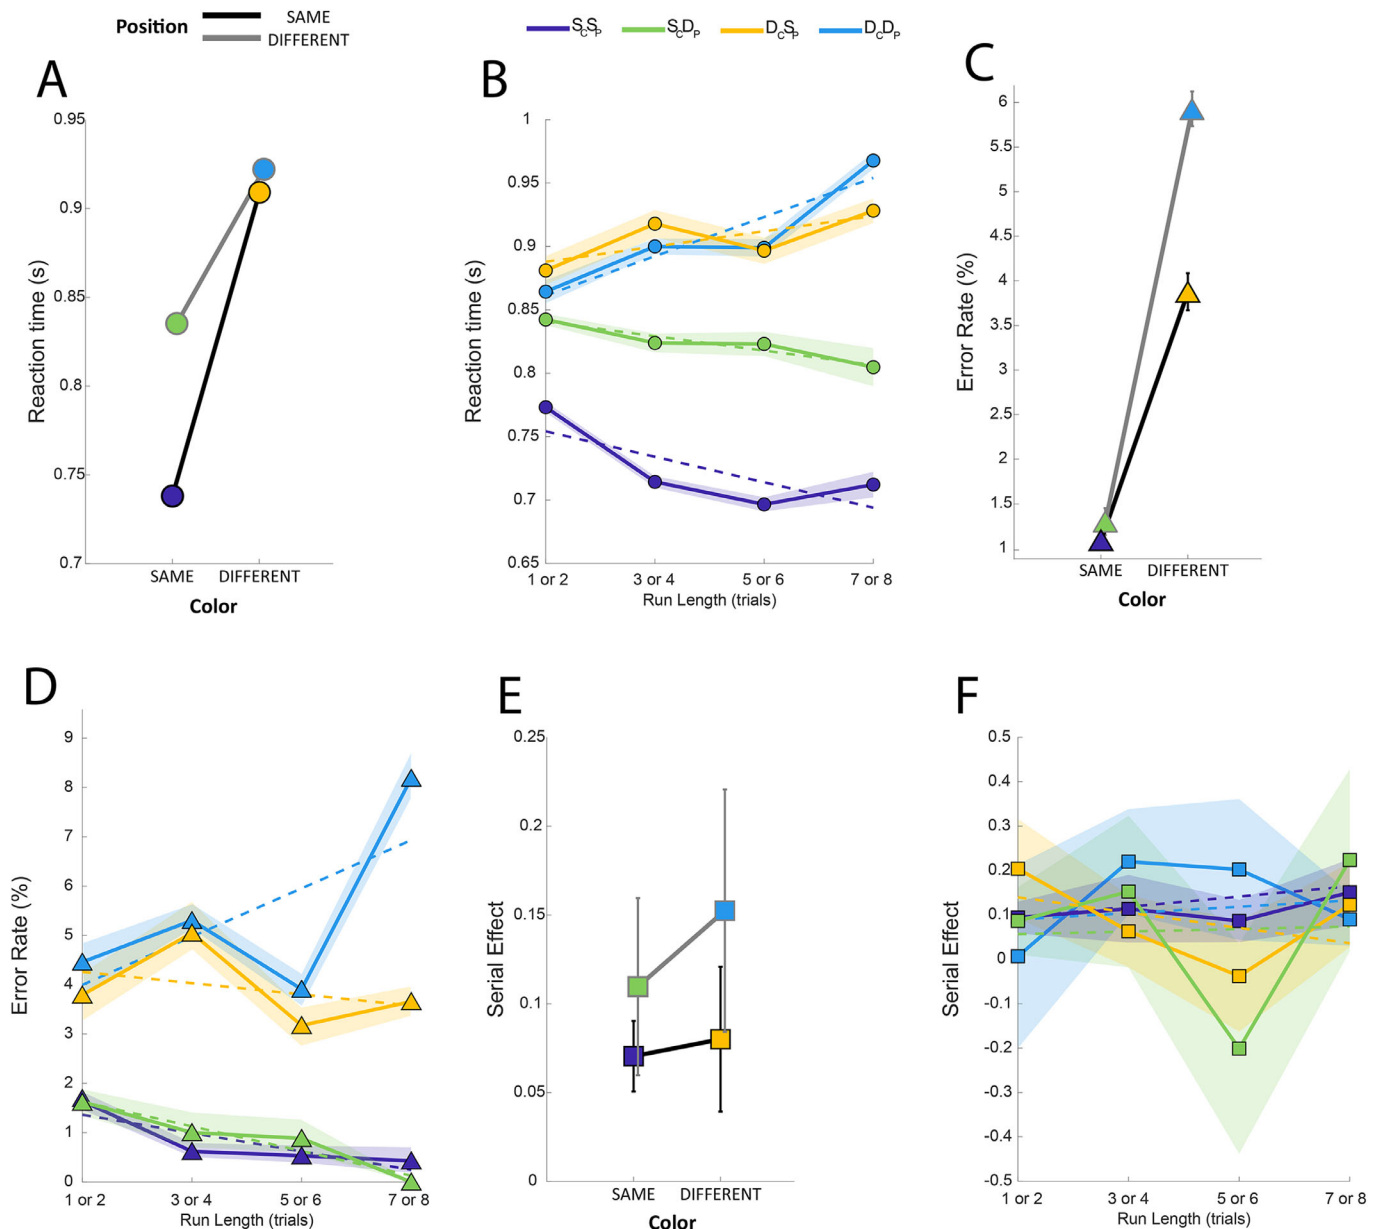 Position
SAME
DIFFERENT
SCSP
SCDP
DCSP
DCDP
A
0.95
0.9
0.85
0.8
0.75
0.7
Reaction time (s)
SAME
DIFFERENT
Color
B
1
0.95
0.9
0.85
0.8
0.75
0.7
0.65
Reaction time (s)
1 or 2
3 or 4
5 or 6
7 or 8
Run Length (trials)
C
6
5.5
5
4.5
4
3.5
3
2.5
2
1.5
1
Error Rate (%)
SAME
DIFFERENT
Color
D
9
8
7
6
5
4
3
2
1
0
Error Rate (%)
1 or 2
3 or 4
5 or 6
7 or 8
Run Length (trials)
E
0.25
0.2
0.15
0.1
0.05
0
Serial Effect
SAME
DIFFERENT
Color
F
0.5
0.4
0.3
0.2
0.1
0
-0.1
-0.2
-0.3
-0.4
-0.5
Serial Effect
1 or 2
3 or 4
5 or 6
7 or 8
Run Length (trials)